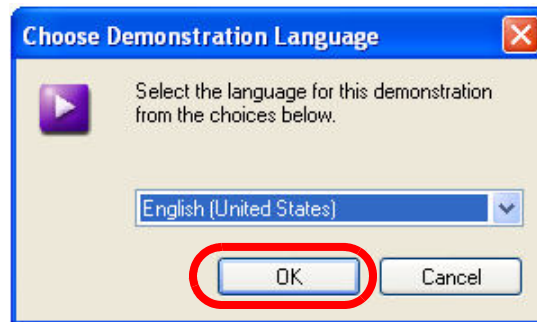 Choose Demonstration Language
Select the language for this demonstration
from the choices below.
English (United States)
OK
Cancel